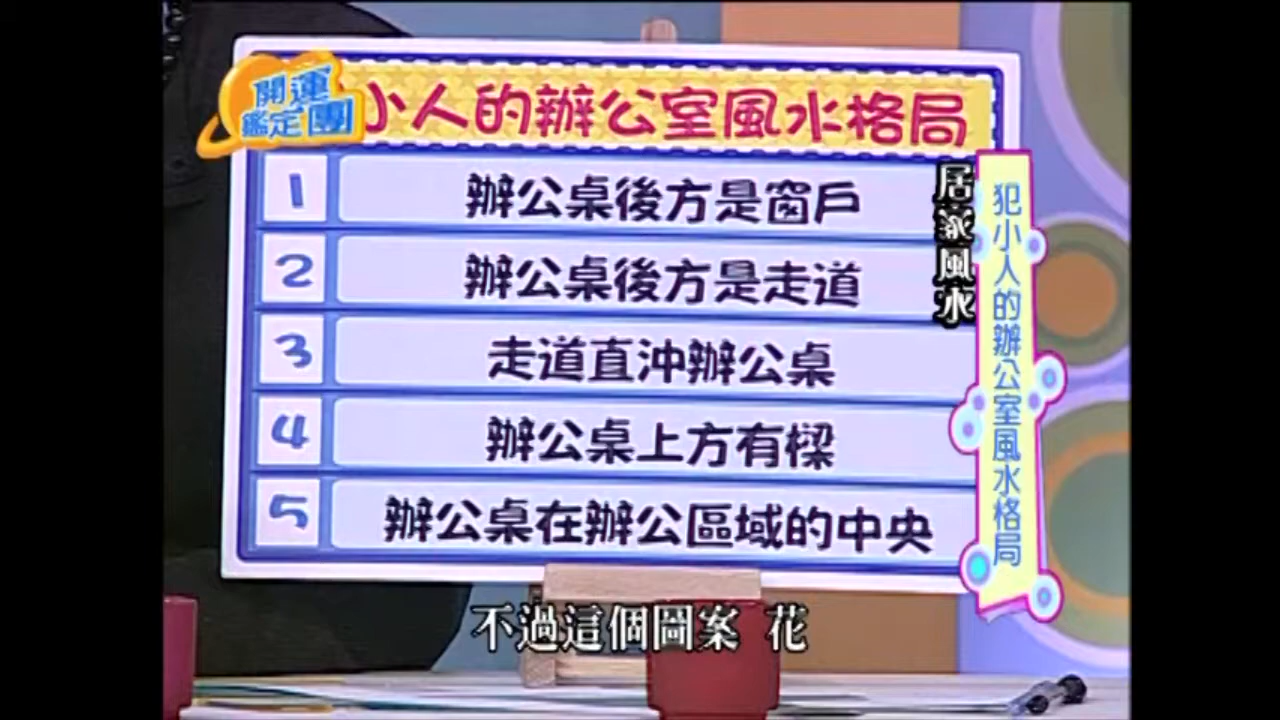 開運
鑑定團
小人的辦公室風水格局
1 辦公桌後方是窗戶
2 辦公桌後方是走道
3 走道直沖辦公桌
4 辦公桌上方有樑
5 辦公桌在辦公區域的中央
居家風水
犯小人的辦公室風水格局
不過這個圖案 花